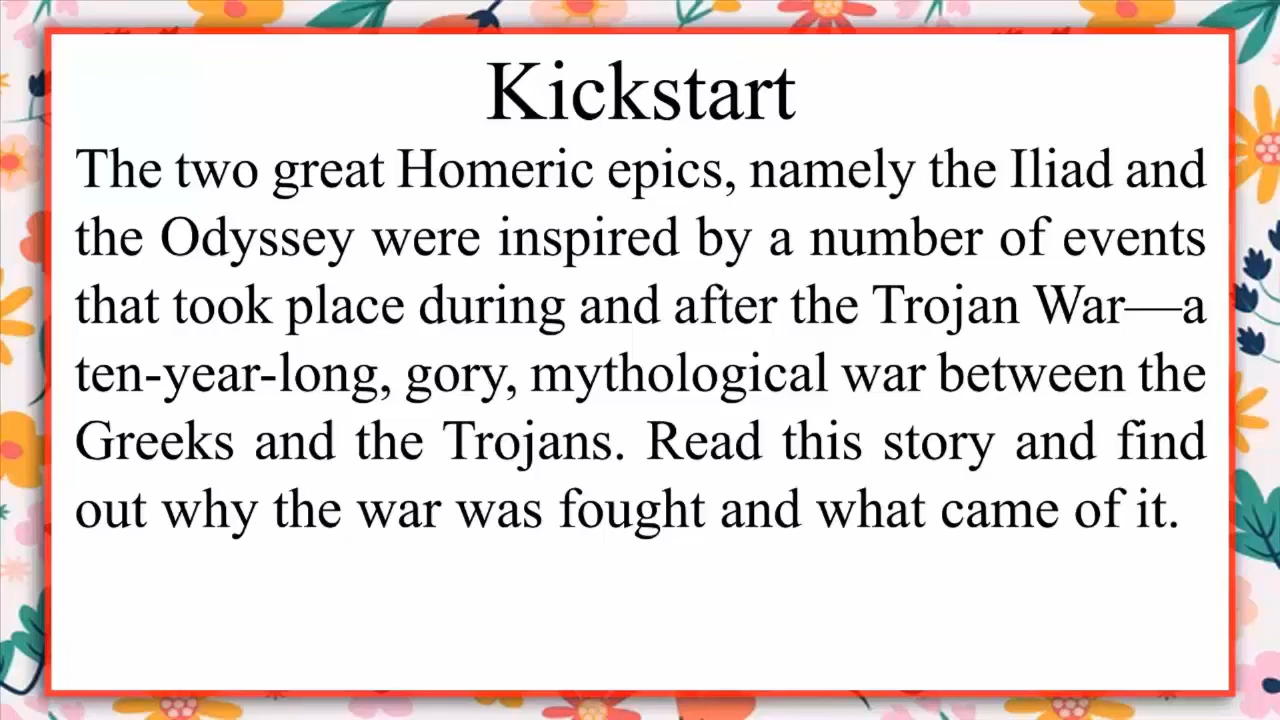 Kickstart
The two great Homeric epics, namely the Iliad and
the Odyssey were inspired by a number of events
that took place during and after the Trojan War—a
ten-year-long, gory, mythological war between the
Greeks and the Trojans. Read this story and find
out why the war was fought and what came of it.